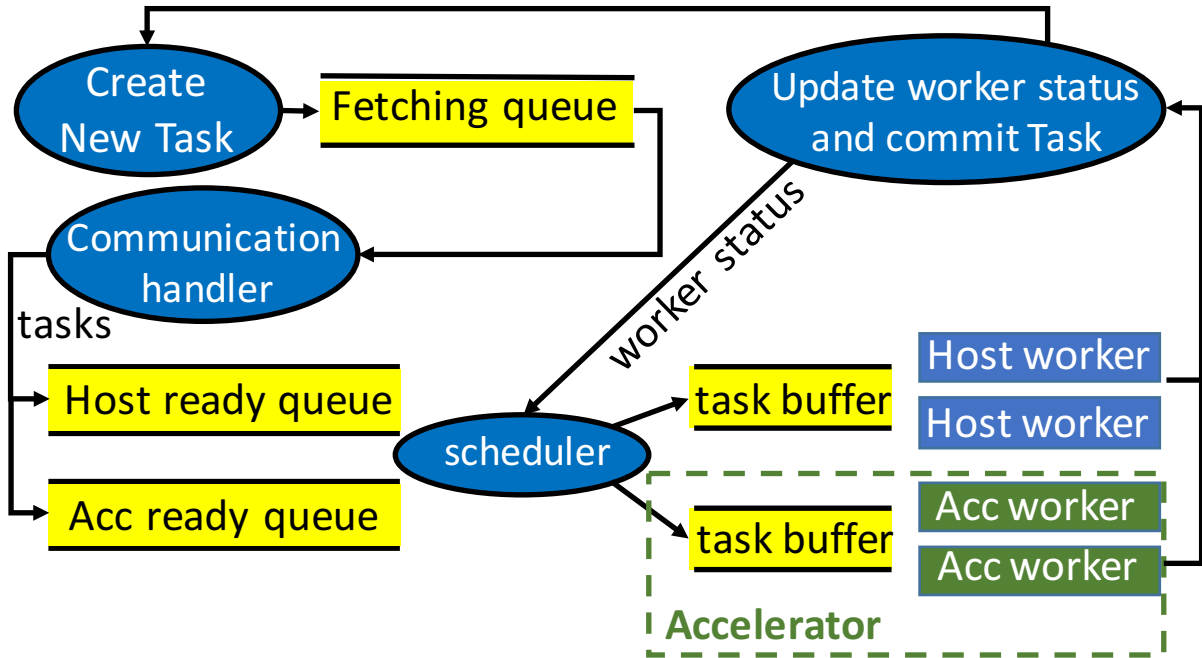 Create
New Task
Fetching queue
Update worker status
and commit Task
Communication
handler
tasks
worker status
Host ready queue
Acc ready queue
scheduler
task buffer
task buffer
Host worker
Host worker
Acc worker
Acc worker
Accelerator